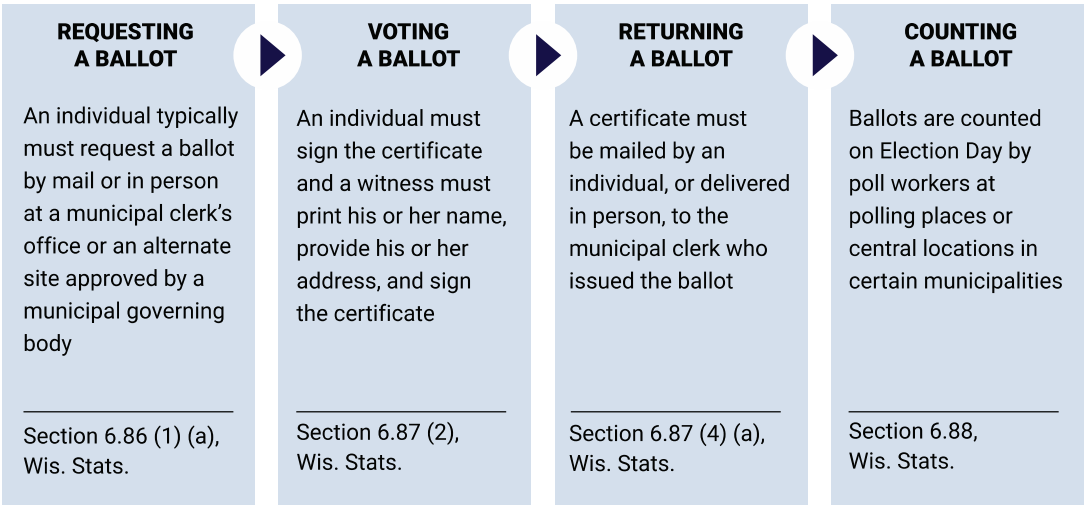 REQUESTING
A BALLOT
An individual typically
must request a ballot
by mail or in person
at a municipal clerk’s
office or an alternate
site approved by a
municipal governing
body
Section 6.86 (1) (a),
Wis. Stats.
VOTING
A BALLOT
An individual must
sign the certificate
and a witness must
print his or her name,
provide his or her
address, and sign
the certificate
Section 6.87 (2),
Wis. Stats.
RETURNING
A BALLOT
A certificate must
be mailed by an
individual, or delivered
in person, to the
municipal clerk who
issued the ballot
Section 6.87 (4) (a),
Wis. Stats.
COUNTING
A BALLOT
Ballots are counted
on Election Day by
poll workers at
polling places or
central locations in
certain municipalities
Section 6.88,
Wis. Stats.